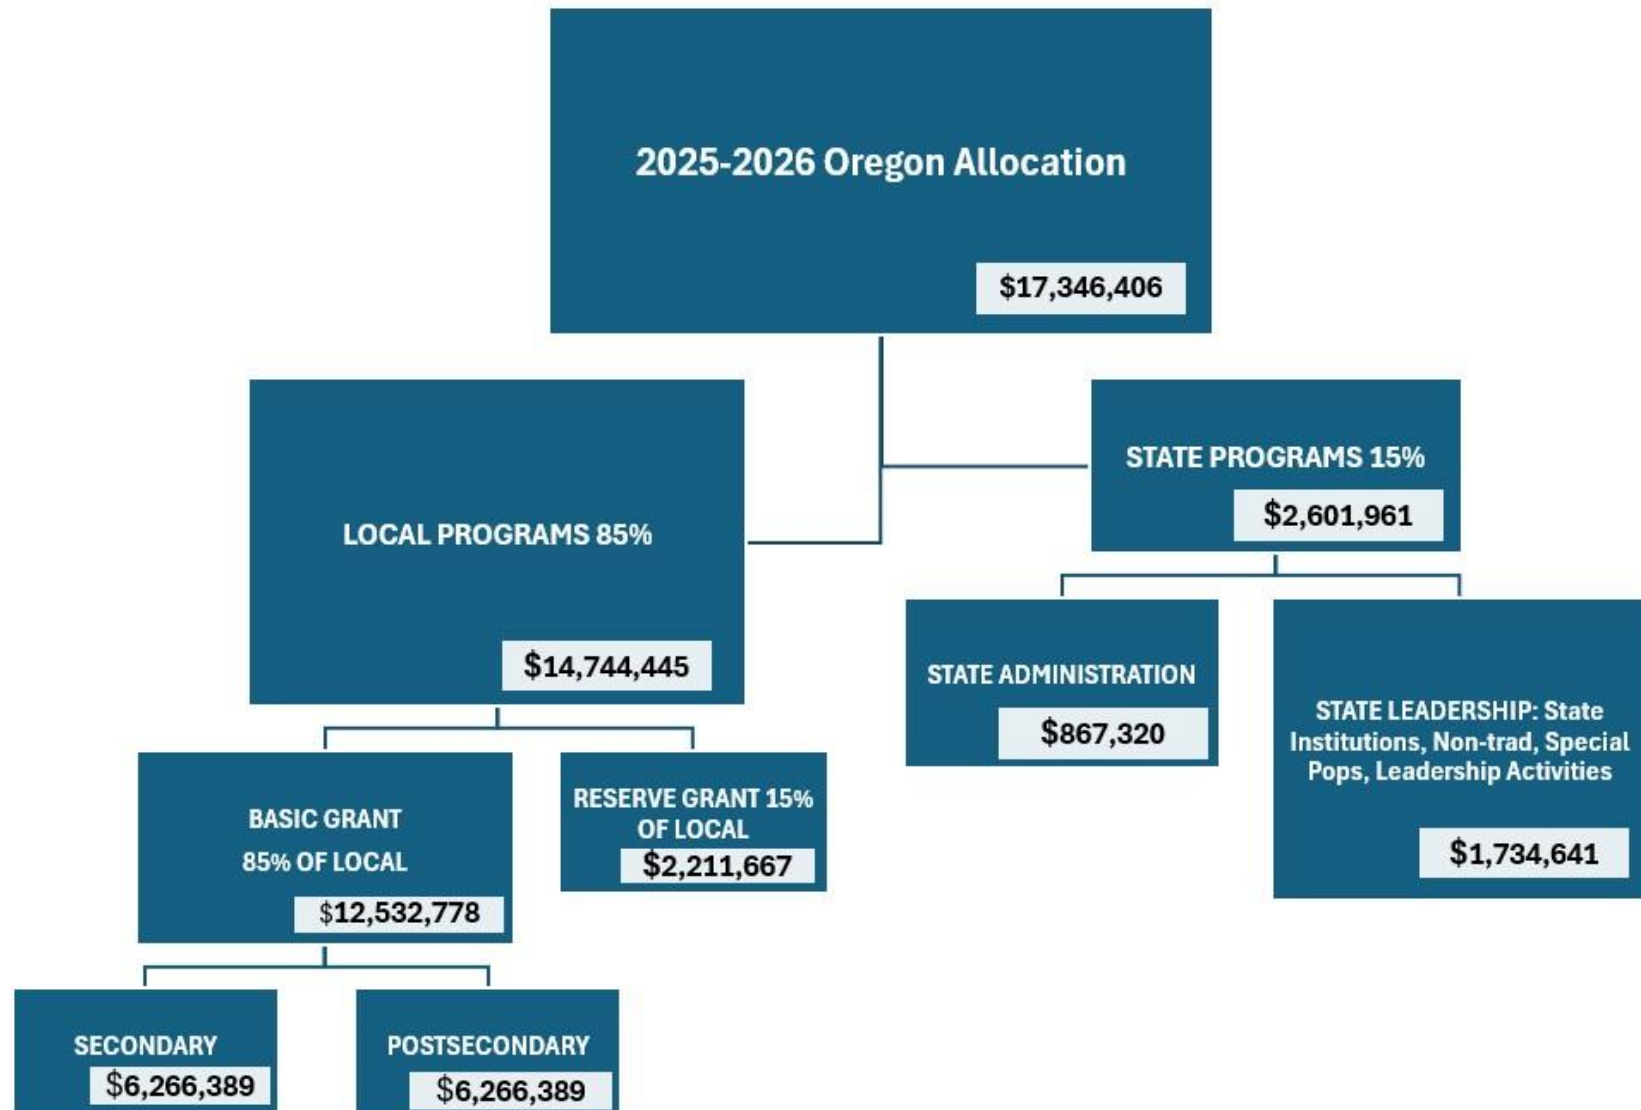 2025-2026 Oregon Allocation
$17,346,406
LOCAL PROGRAMS 85%
$14,744,445
STATE PROGRAMS 15%
$2,601,961
STATE ADMINISTRATION
$867,320
STATE LEADERSHIP: State
Institutions, Non-trad, Special
Pops, Leadership Activities
$1,734,641
BASIC GRANT
85% OF LOCAL
$12,532,778
RESERVE GRANT 15%
OF LOCAL
$2,211,667
SECONDARY
$6,266,389
POSTSECONDARY
$6,266,389